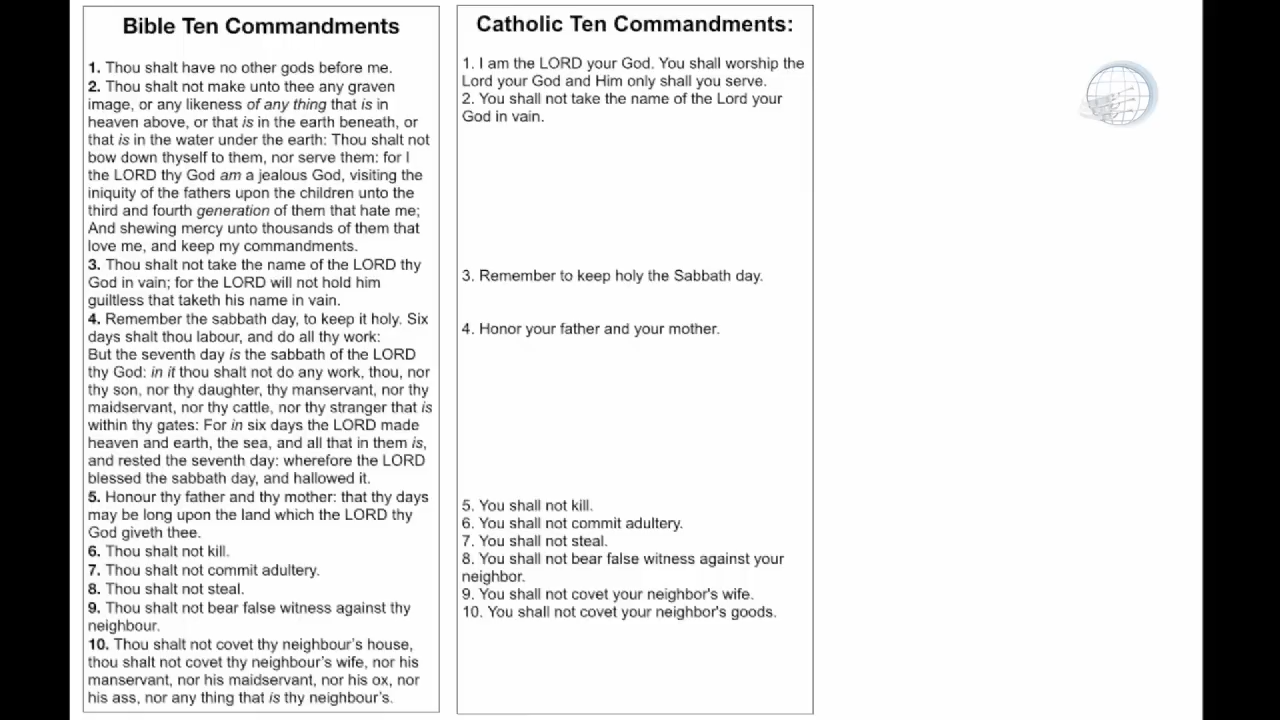 Bible Ten Commandments
1. Thou shalt have no other gods before me.
2. Thou shalt not make unto thee any graven
image, or any likeness of any thing that is in
heaven above, or that is in the earth beneath, or
that is in the water under the earth: Thou shalt not
bow down thyself to them, nor serve them: for I
the LORD thy God am a jealous God, visiting the
iniquity of the fathers upon the children unto the
third and fourth generation of them that hate me;
And shewing mercy unto thousands of them that
love me, and keep my commandments.
3. Thou shalt not take the name of the LORD thy
God in vain; for the LORD will not hold him
guiltless that taketh his name in vain.
4. Remember the sabbath day, to keep it holy. Six
days shalt thou labour, and do all thy work:
But the seventh day is the sabbath of the LORD
thy God: in it thou shalt not do any work, thou, nor
thy son, nor thy daughter, thy manservant, nor thy
maidservant, nor thy cattle, nor thy stranger that is
within thy gates: For in six days the LORD made
heaven and earth, the sea, and all that in them is,
and rested the seventh day: wherefore the LORD
blessed the sabbath day, and hallowed it.
5. Honour thy father and thy mother: that thy days
may be long upon the land which the LORD thy
God giveth thee.
6. Thou shalt not kill.
7. Thou shalt not commit adultery.
8. Thou shalt not steal.
9. Thou shalt not bear false witness against thy
neighbour.
10. Thou shalt not covet thy neighbour's house,
thou shalt not covet thy neighbour's wife, nor his
manservant, nor his maidservant, nor his ox, nor
his ass, nor any thing that is thy neighbour's.
Catholic Ten Commandments:
1. I am the LORD your God. You shall worship the
Lord your God and Him only shall you serve.
2. You shall not take the name of the Lord your
God in vain.
3. Remember to keep holy the Sabbath day.
4. Honor your father and your mother.
5. You shall not kill.
6. You shall not commit adultery.
7. You shall not steal.
8. You shall not bear false witness against your
neighbor.
9. You shall not covet your neighbor's wife.
10. You shall not covet your neighbor's goods.